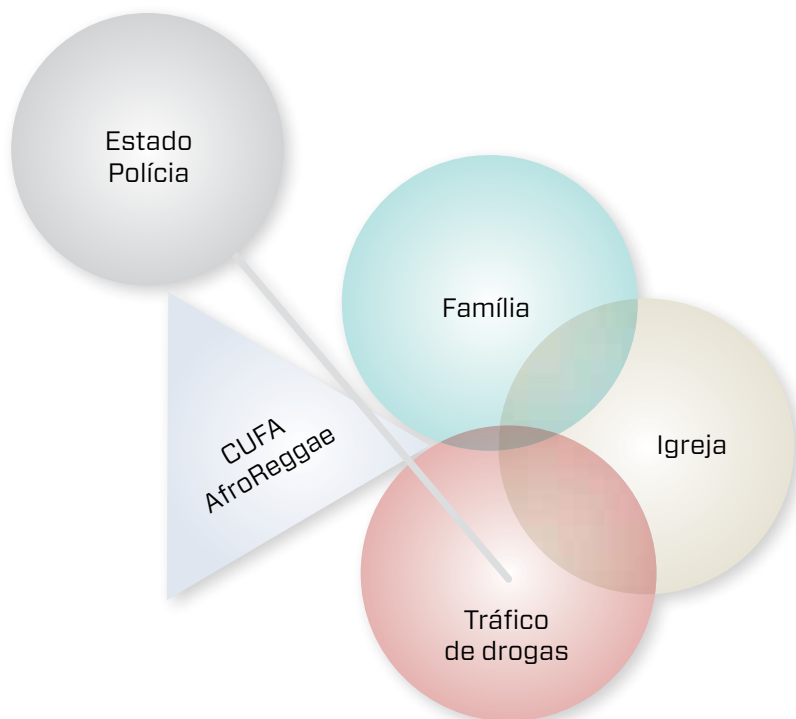 Estado
Polícia
Família
CUFA
AfroReggae
Igreja
Tráfico
de drogas